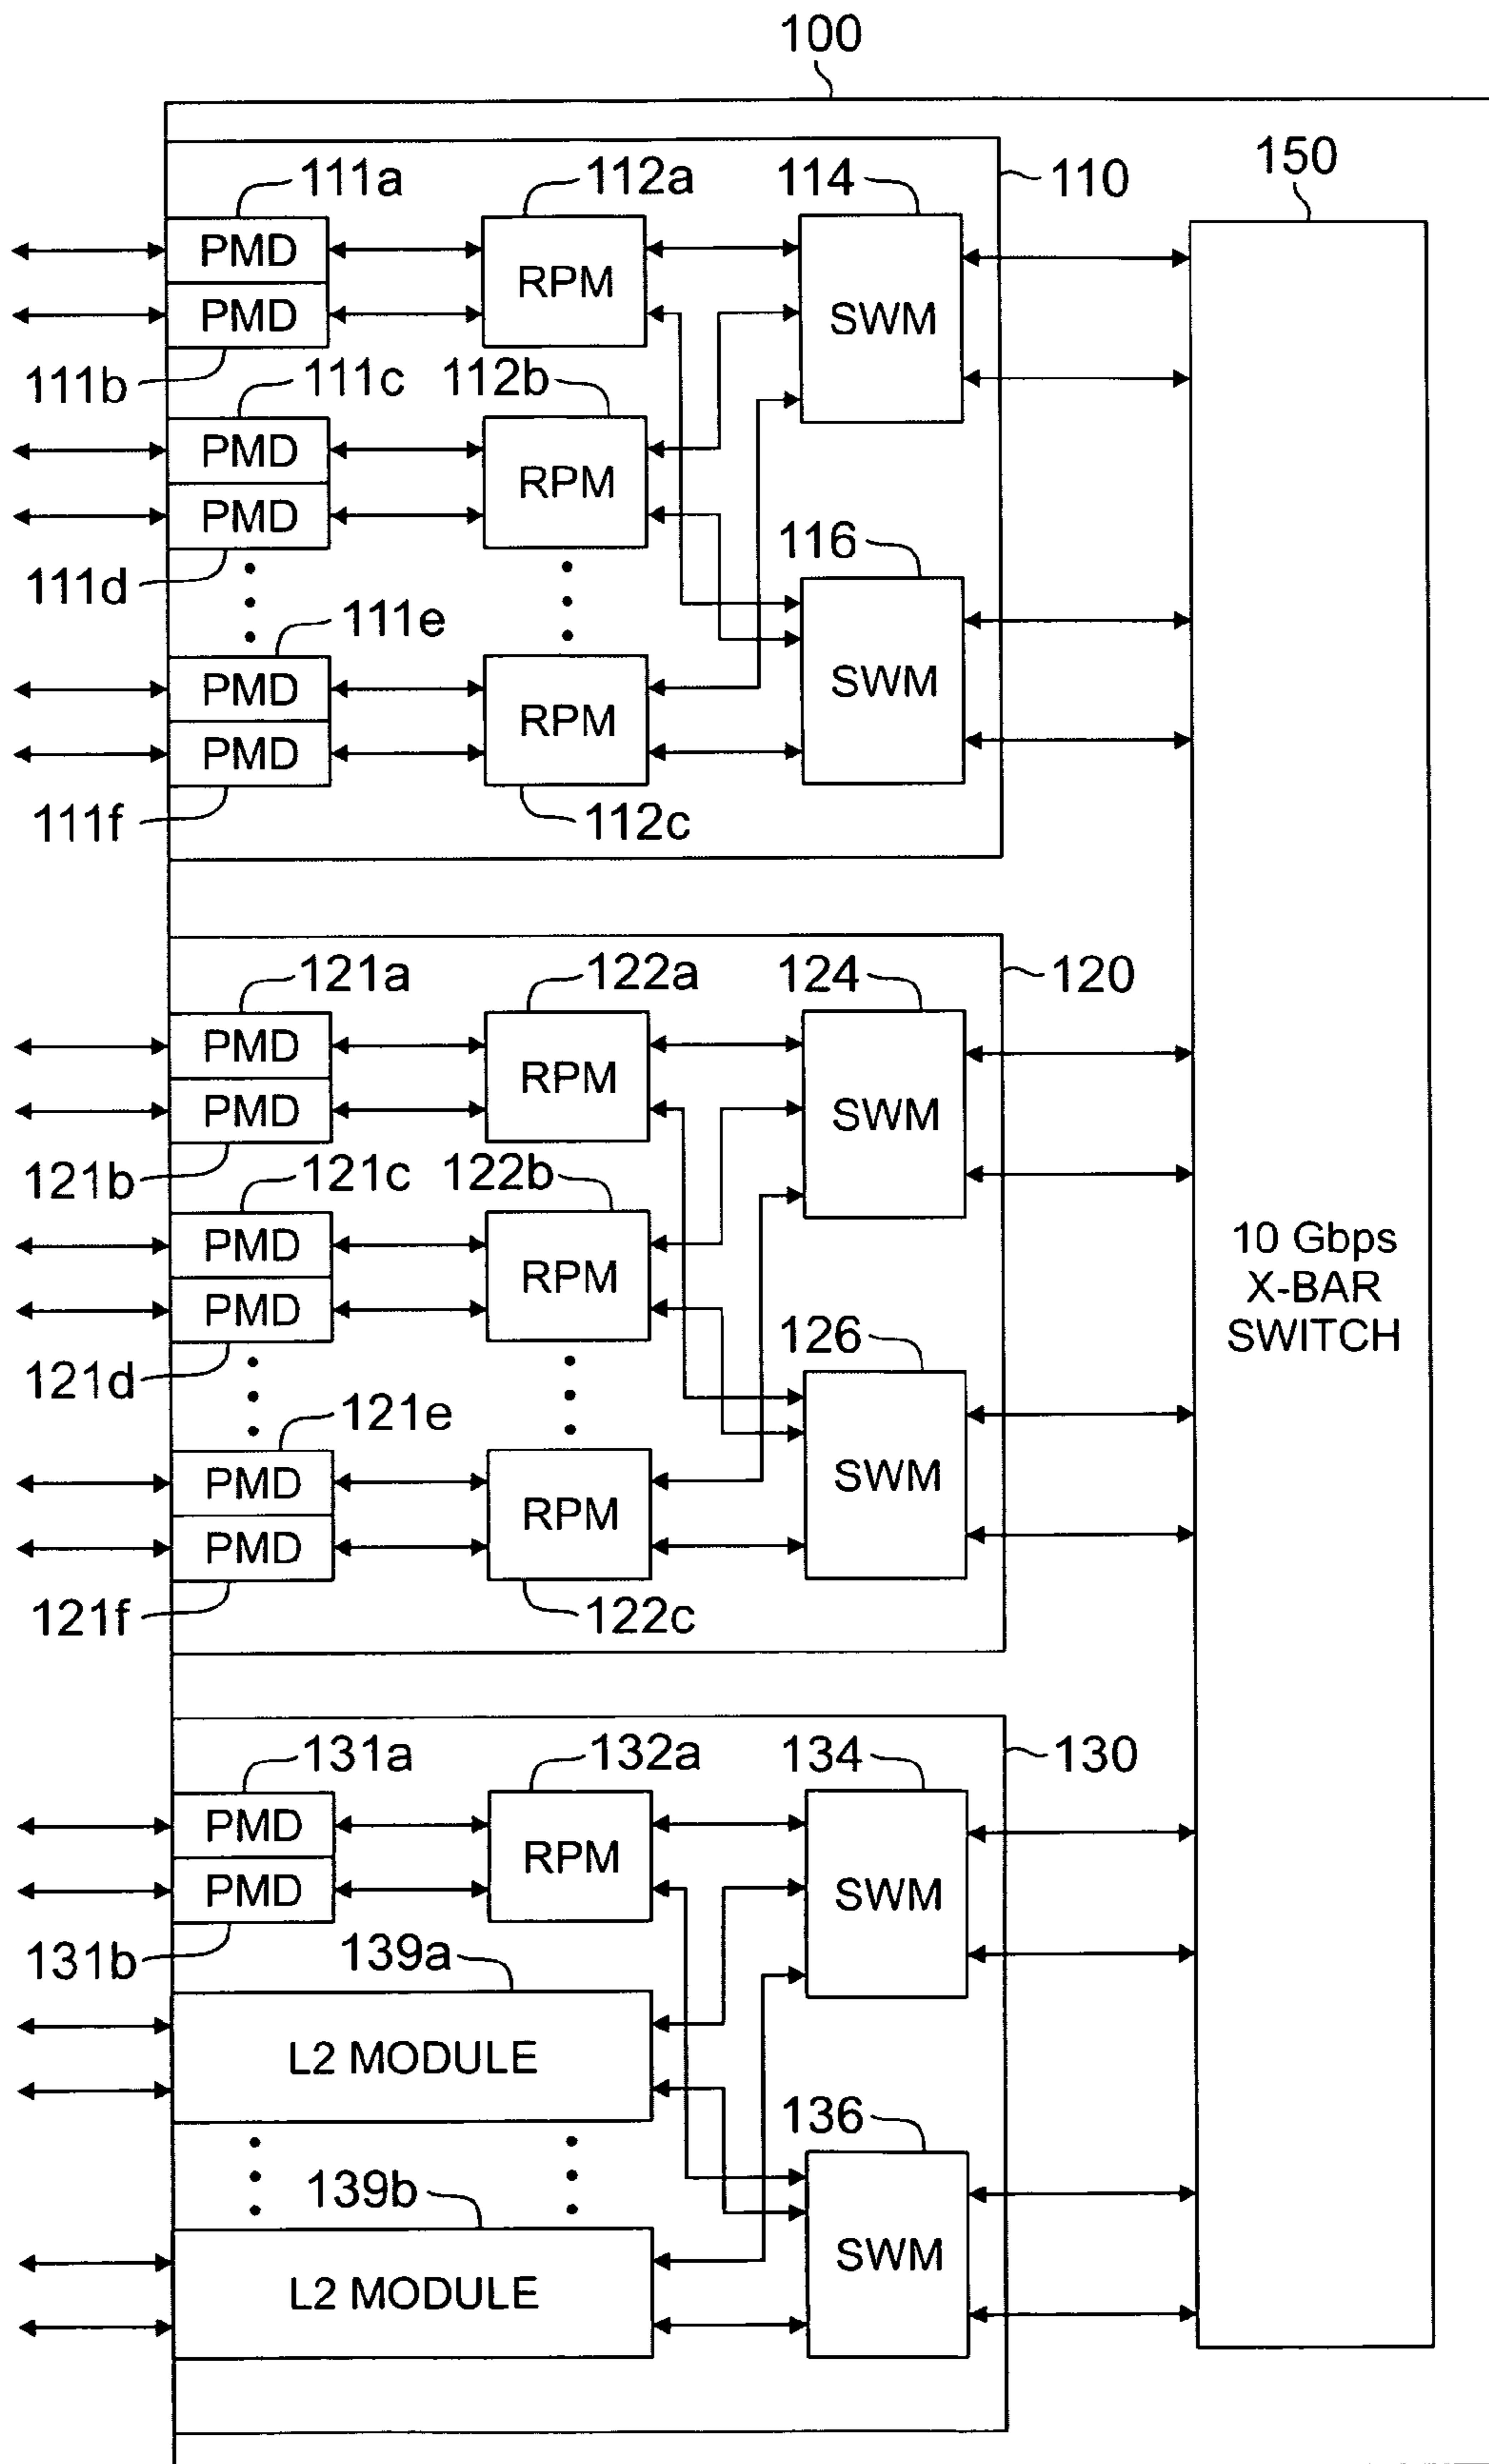 100
110
150
111a
112a
114
PMD
RPM
SWM
PMD
111b
111c
112b
PMD
RPM
PMD
111d
116
111e
SWM
PMD
RPM
PMD
111f
112c
120
121a
122a
124
PMD
RPM
SWM
PMD
121b
121c
122b
PMD
RPM
10 Gbps
X-BAR
SWITCH
PMD
121d
126
121e
SWM
PMD
RPM
PMD
121f
122c
130
131a
132a
134
PMD
RPM
SWM
PMD
131b
139a
L2 MODULE
136
139b
SWM
L2 MODULE